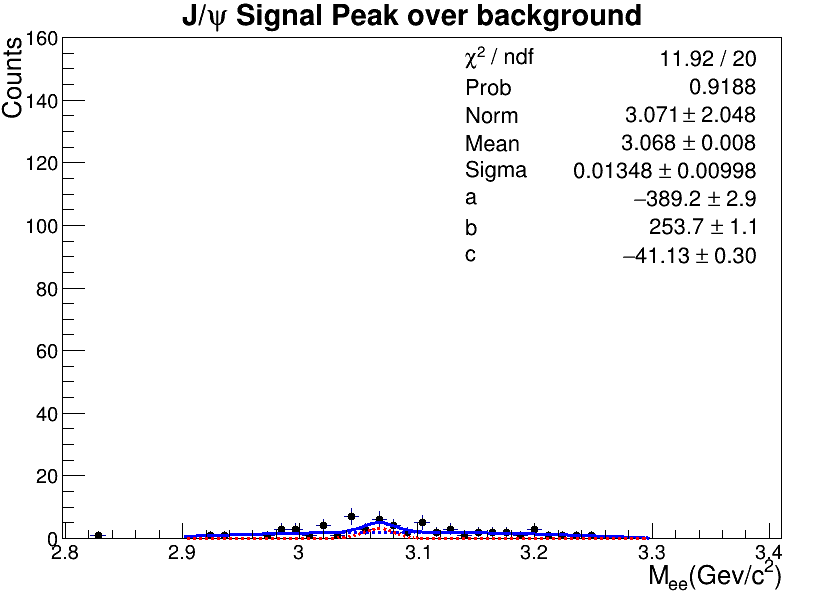 J/ψ Signal Peak over background
Counts
160
140
120
100
80
60
40
20
0
χ² / ndf 11.92 / 20
Prob 0.9188
Norm 3.071 ± 2.048
Mean 3.068 ± 0.008
Sigma 0.01348 ± 0.00998
a −389.2 ± 2.9
b 253.7 ± 1.1
c −41.13 ± 0.30
2.8 2.9 3 3.1 3.2 3.3 3.4
M_ee(Gev/c²)